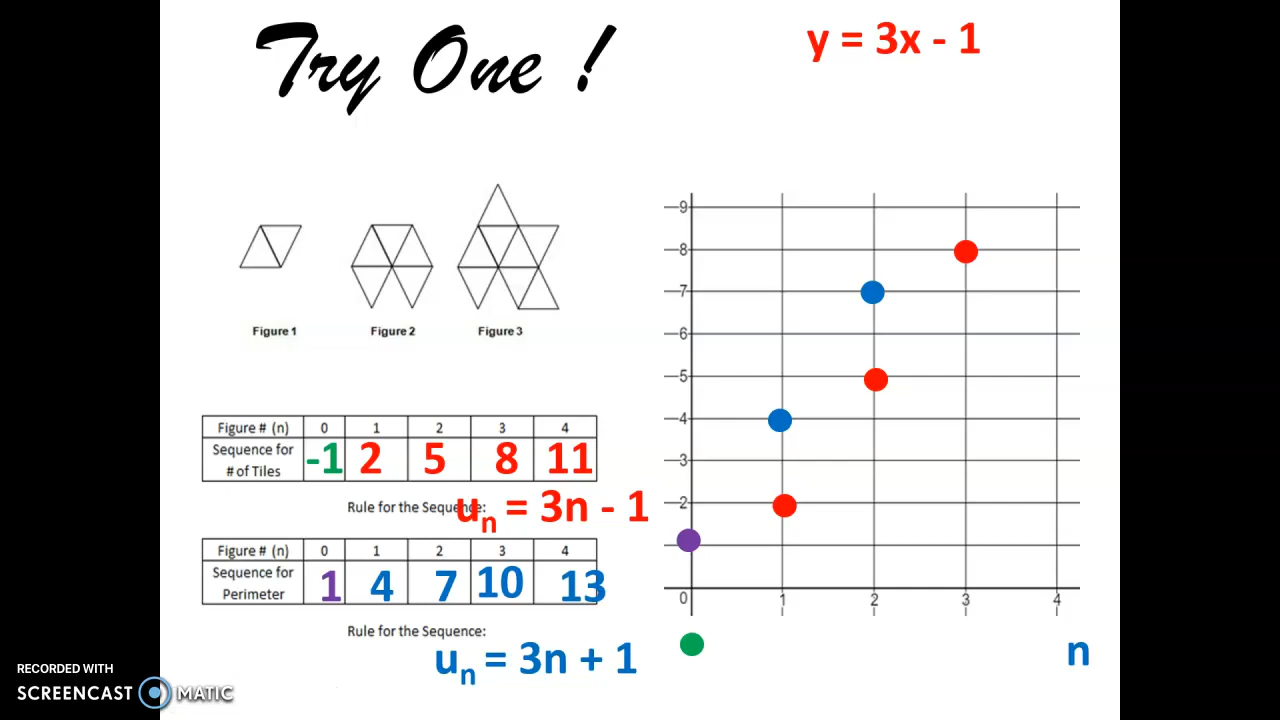 Try One !
y = 3x - 1
Figure 1
Figure 2
Figure 3
Figure # (n) 0 1 2 3 4
Sequence for # of Tiles -1 2 5 8 11
Rule for the Sequence:
uₙ = 3n - 1
Figure # (n) 0 1 2 3 4
Sequence for Perimeter 1 4 7 10 13
Rule for the Sequence:
uₙ = 3n + 1
9
8
7
6
5
4
3
2
0 1 2 3 4
n
RECORDED WITH
SCREENCAST MATIC